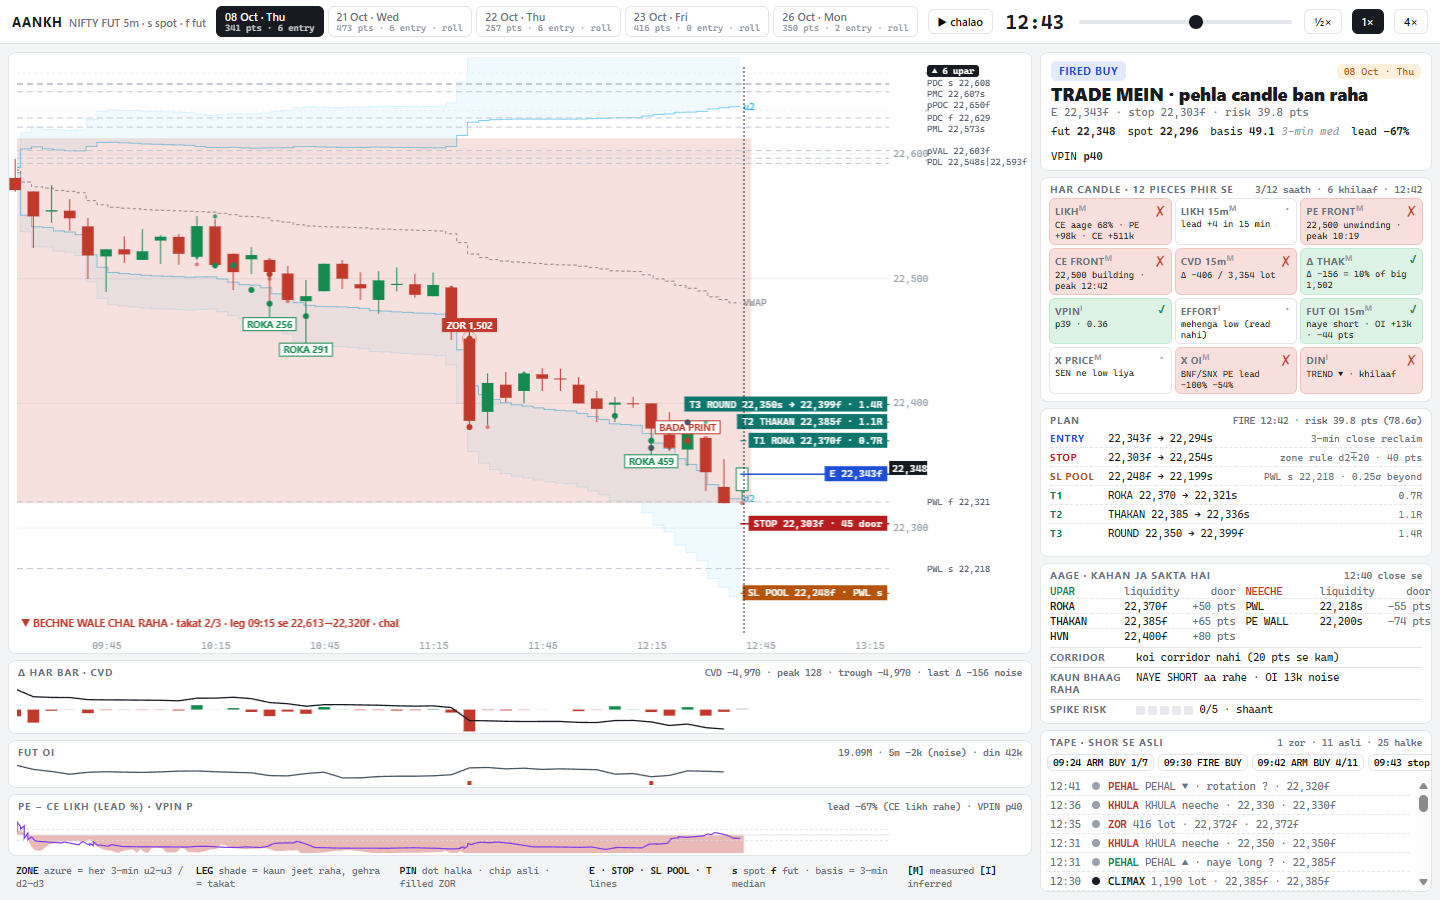 AANKH NIFTY FUT 5m · s spot · f fut
08 Oct · Thu
341 pts · 6 entry
21 Oct · Wed
473 pts · 6 entry · roll
22 Oct · Thu
257 pts · 6 entry · roll
23 Oct · Fri
416 pts · 0 entry · roll
26 Oct · Mon
350 pts · 2 entry · roll
▶ chalao
12:43
½×
1×
4×
▲ 6 upar
PDC s 22,608
PMC 22,607s
pPOC 22,650f
PDC f 22,629
PML 22,573s
pVAL 22,603f
PDL 22,548s|22,593f
22,600
22,500
22,400
22,300
VWAP
ROKA 256
ROKA 291
ZOR 1,502
BADA PRINT
ROKA 459
T3 ROUND 22,350s → 22,399f · 1.4R
T2 THAKAN 22,385f · 1.1R
T1 ROKA 22,370f · 0.7R
E 22,343f
22,348
PWL f 22,321
STOP 22,303f · 45 door
PWL s 22,218
SL POOL 22,248f · PWL s
▼ BECHNE WALE CHAL RAHA · takat 2/3 · leg 09:15 se 22,613→22,320f · chal
09:45 10:15 10:45 11:15 11:45 12:15 12:45 13:15
Δ HAR BAR · CVD
CVD −4,970 · peak 128 · trough −4,970 · last Δ −156 noise
FUT OI
19.09M · 5m −2k (noise) · din 42k
PE − CE LIKH (LEAD %) · VPIN P
lead −67% (CE likh rahe) · VPIN p40
ZONE azure = her 3-min u2–u3 / d2–d3
LEG shade = kaun jeet raha, gehra = takat
PIN dot halka · chip asli · filled ZOR
E · STOP · SL POOL · T lines
s spot f fut · basis = 3-min median
[M] measured [I] inferred
FIRED BUY
08 Oct · Thu
TRADE MEIN · pehla candle ban raha
E 22,343f · stop 22,303f · risk 39.8 pts
fut 22,348 spot 22,296 basis 49.1 3-min med lead −67%
VPIN p40
HAR CANDLE · 12 PIECES PHIR SE
3/12 saath · 6 khilaaf · 12:42
LIKH M ✗
CE aage 68% · PE +98k · CE +511k
LIKH 15m M ·
lead +4 in 15 min
PE FRONT M ✗
22,500 unwinding · peak 10:19
CE FRONT M ✗
22,500 building · peak 12:42
CVD 15m M ✗
Δ −406 / 3,354 lot
Δ THAK M ✓
Δ −156 = 10% of big 1,502
VPIN I ✓
p39 · 0.36
EFFORT I ·
mehenga low (read nahi)
FUT OI 15m M ✓
naye short · OI +13k · −44 pts
X PRICE M ·
SEN ne low liya
X OI M ✗
BNF/SNX PE lead −100% −54%
DIN I ✗
TREND ▼ · khilaaf
PLAN
FIRE 12:42 · risk 39.8 pts (78.6σ)
ENTRY 22,343f → 22,294s 3-min close reclaim
STOP 22,303f → 22,254s zone rule d2∓20 · 40 pts
SL POOL 22,248f → 22,199s PWL s 22,218 · 0.25σ beyond
T1 ROKA 22,370 → 22,321s 0.7R
T2 THAKAN 22,385 → 22,336s 1.1R
T3 ROUND 22,350 → 22,399f 1.4R
AAGE · KAHAN JA SAKTA HAI
12:40 close se
UPAR liquidity door NEECHE liquidity door
ROKA 22,370f +50 pts PWL 22,218s −55 pts
THAKAN 22,385f +65 pts PE WALL 22,200s −74 pts
HVN 22,400f +80 pts
CORRIDOR koi corridor nahi (20 pts se kam)
KAUN BHAAG RAHA NAYE SHORT aa rahe · OI 13k noise
SPIKE RISK 0/5 · shaant
TAPE · SHOR SE ASLI
1 zor · 11 asli · 25 halke
09:24 ARM BUY 1/7 09:30 FIRE BUY 09:42 ARM BUY 4/11 09:43 stop
12:41 PEHAL PEHAL ▼ · rotation ? · 22,320f
12:36 KHULA KHULA neeche · 22,330 · 22,330f
12:35 ZOR 416 lot · 22,372f · 22,372f
12:31 KHULA KHULA neeche · 22,350 · 22,350f
12:31 PEHAL PEHAL ▲ · naye long ? · 22,385f
12:30 CLIMAX 1,190 lot · 22,385f · 22,385f